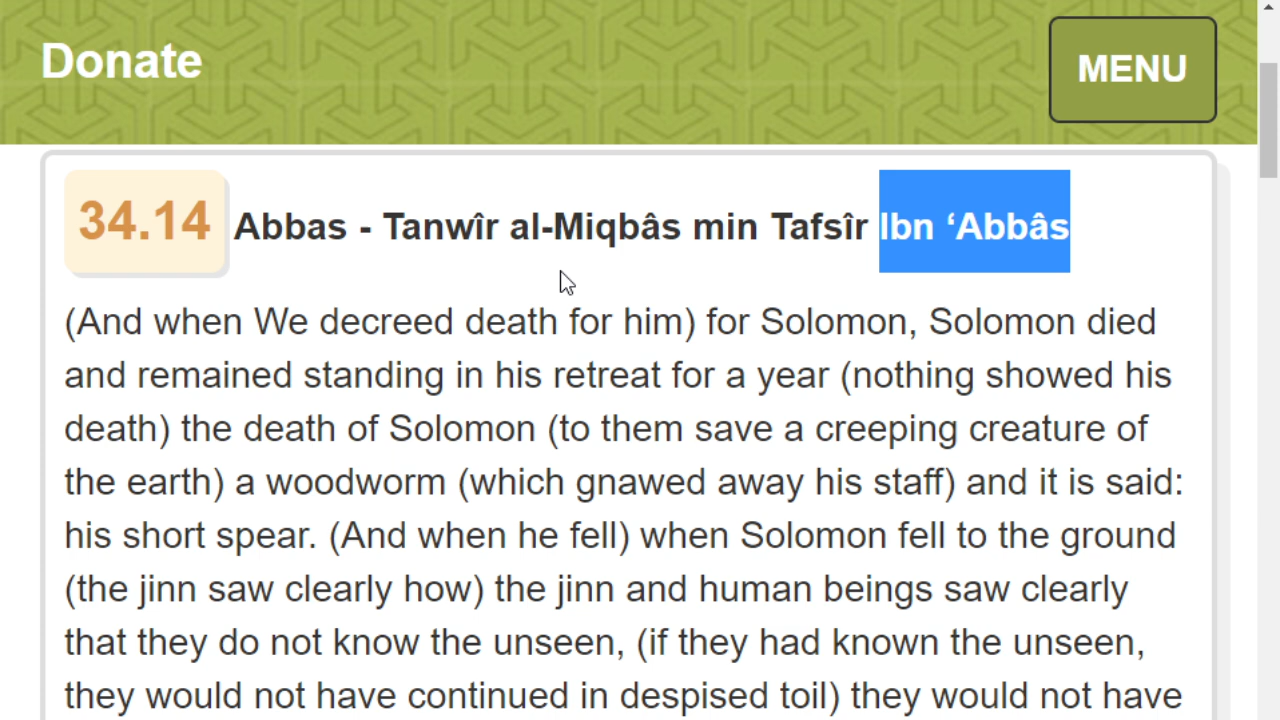 Donate
MENU
34.14 Abbas - Tanwîr al-Miqbâs min Tafsîr Ibn ‘Abbâs
(And when We decreed death for him) for Solomon, Solomon died
and remained standing in his retreat for a year (nothing showed his
death) the death of Solomon (to them save a creeping creature of
the earth) a woodworm (which gnawed away his staff) and it is said:
his short spear. (And when he fell) when Solomon fell to the ground
(the jinn saw clearly how) the jinn and human beings saw clearly
that they do not know the unseen, (if they had known the unseen,
they would not have continued in despised toil) they would not have